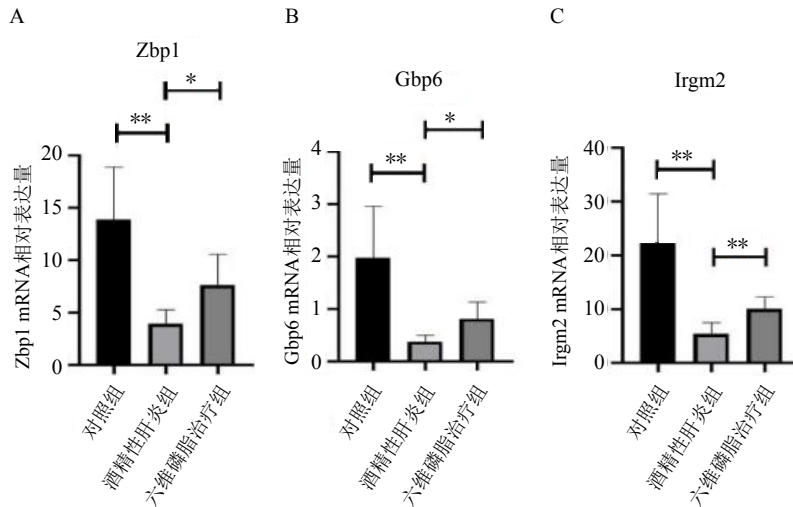 A
Zbp1
*
**
Zbp1 mRNA相对表达量
20
15
10
5
0
对照组
酒精性肝炎组
六维磷脂治疗组
B
Gbp6
*
**
Gbp6 mRNA相对表达量
4
3
2
1
0
对照组
酒精性肝炎组
六维磷脂治疗组
C
Irgm2
**
**
Irgm2 mRNA相对表达量
40
30
20
10
0
对照组
酒精性肝炎组
六维磷脂治疗组